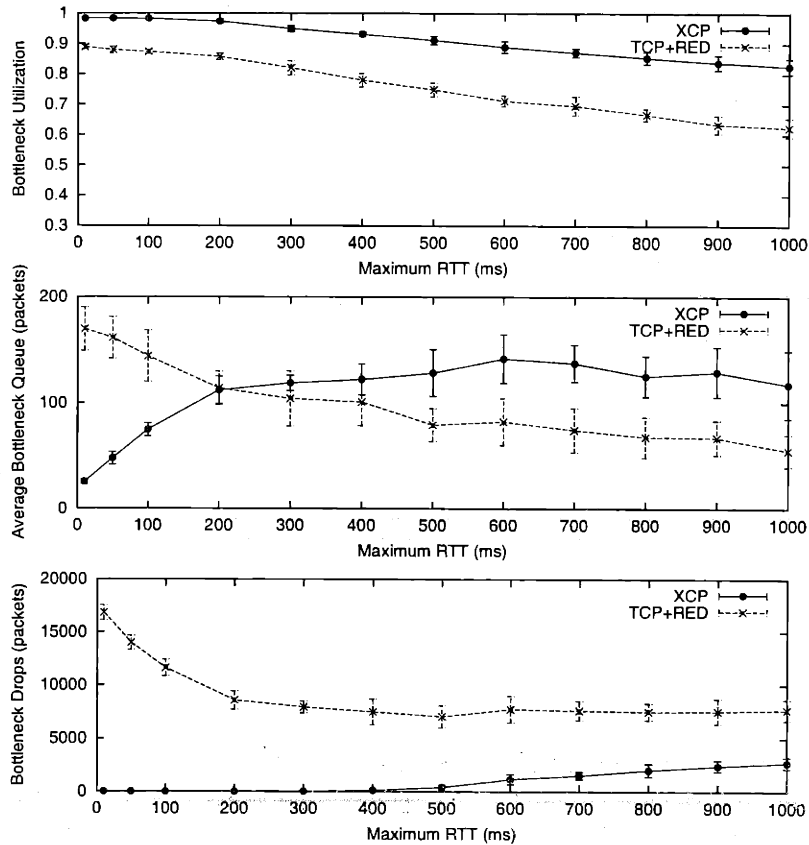 Bottleneck Utilization
1
0.9
0.8
0.7
0.6
0.5
0.4
0.3
XCP
TCP+RED
0 100 200 300 400 500 600 700 800 900 1000
Maximum RTT (ms)
Average Bottleneck Queue (packets)
200
100
0
XCP
TCP+RED
0 100 200 300 400 500 600 700 800 900 1000
Maximum RTT (ms)
Bottleneck Drops (packets)
20000
15000
10000
5000
0
XCP
TCP+RED
0 100 200 300 400 500 600 700 800 900 1000
Maximum RTT (ms)